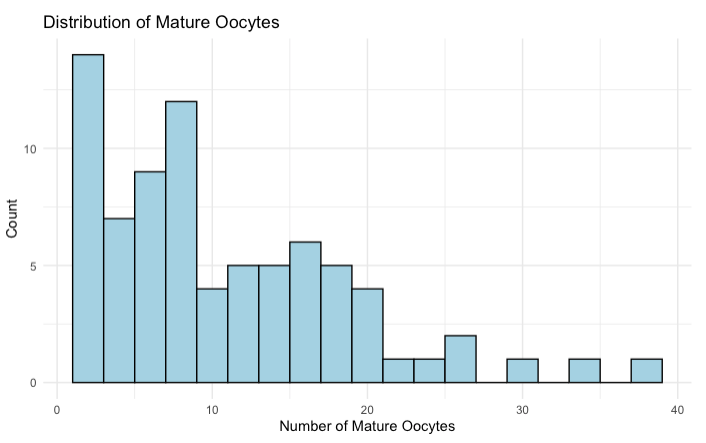 Distribution of Mature Oocytes
10
5
0
Count
0 10 20 30 40
Number of Mature Oocytes